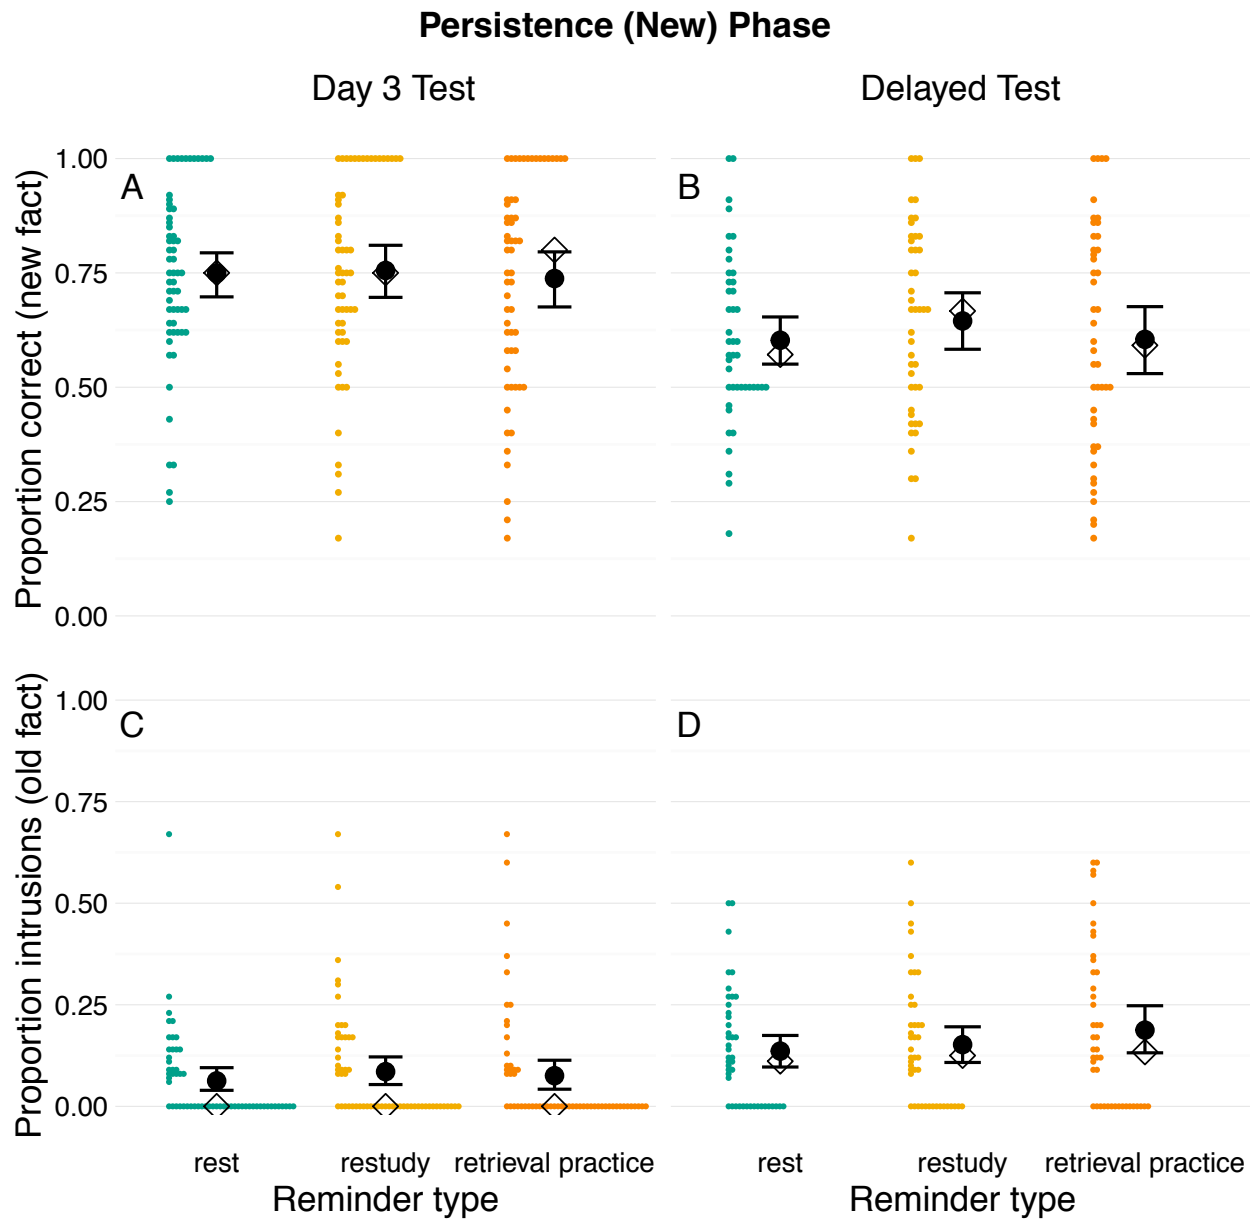 Persistence (New) Phase
Day 3 Test
Delayed Test
Proportion correct (new fact)
1.00
0.75
0.50
0.25
0.00
A
B
Proportion intrusions (old fact)
1.00
0.75
0.50
0.25
0.00
C
D
rest restudy retrieval practice
rest restudy retrieval practice
Reminder type
Reminder type